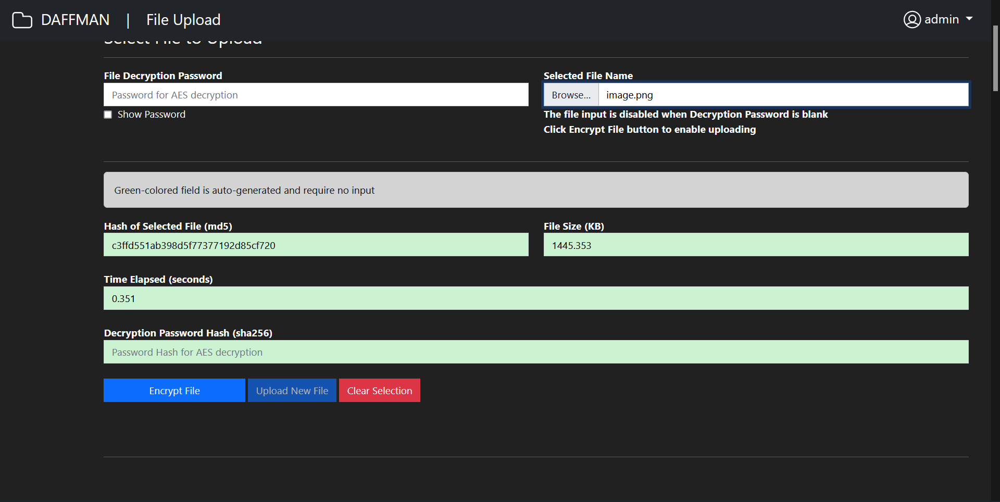 DAFFMAN | File Upload
admin
Select File to Upload
File Decryption Password
Selected File Name
Password for AES decryption
Browse... image.png
Show Password
The file input is disabled when Decryption Password is blank
Click Encrypt File button to enable uploading
Green-colored field is auto-generated and require no input
Hash of Selected File (md5)
File Size (KB)
c3ffd551ab398d5f77377192d85cf720
1445.353
Time Elapsed (seconds)
0.351
Decryption Password Hash (sha256)
Password Hash for AES decryption
Encrypt File
Upload New File
Clear Selection